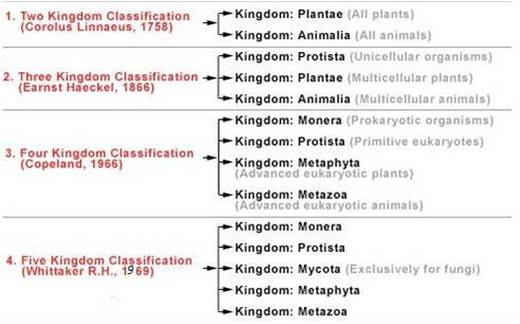 1. Two Kingdom Classification
(Corolus Linnaeus, 1758)
Kingdom: Plantae (All plants)
Kingdom: Animalia (All animals)
2. Three Kingdom Classification
(Earnst Haeckel, 1866)
Kingdom: Protista (Unicellular organisms)
Kingdom: Plantae (Multicellular plants)
Kingdom: Animalia (Multicellular animals)
3. Four Kingdom Classification
(Copeland, 1966)
Kingdom: Monera (Prokaryotic organisms)
Kingdom: Protista (Primitive eukaryotes)
Kingdom: Metaphyta
(Advanced eukaryotic plants)
Kingdom: Metazoa
(Advanced eukaryotic animals)
4. Five Kingdom Classification
(Whittaker R.H., 1969)
Kingdom: Monera
Kingdom: Protista
Kingdom: Mycota (Exclusively for fungi)
Kingdom: Metaphyta
Kingdom: Metazoa